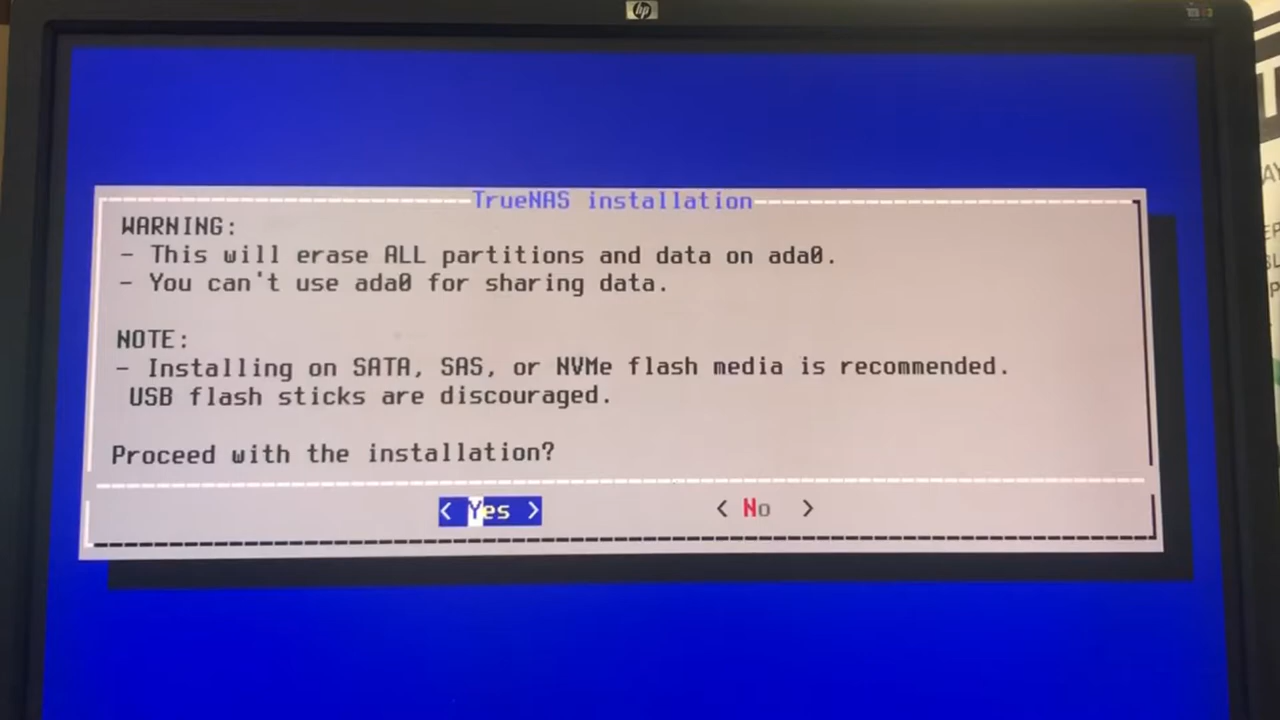 hp
TrueNAS installation
WARNING:
- This will erase ALL partitions and data on ada0.
- You can't use ada0 for sharing data.
NOTE:
- Installing on SATA, SAS, or NVMe flash media is recommended.
USB flash sticks are discouraged.
Proceed with the installation?
< Yes > < No >